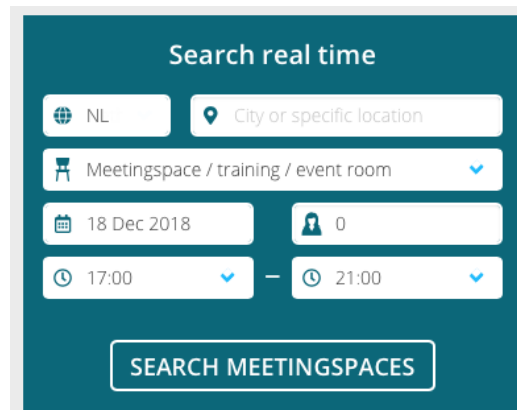 Search real time
NL City or specific location
Meetingspace / training / event room
18 Dec 2018 0
17:00 – 21:00
SEARCH MEETINGSPACES